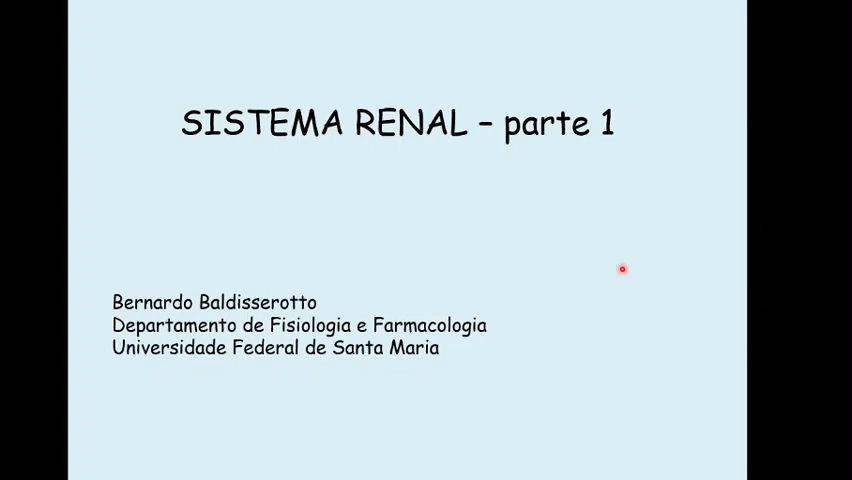 SISTEMA RENAL – parte 1
Bernardo Baldisserotto
Departamento de Fisiologia e Farmacologia
Universidade Federal de Santa Maria